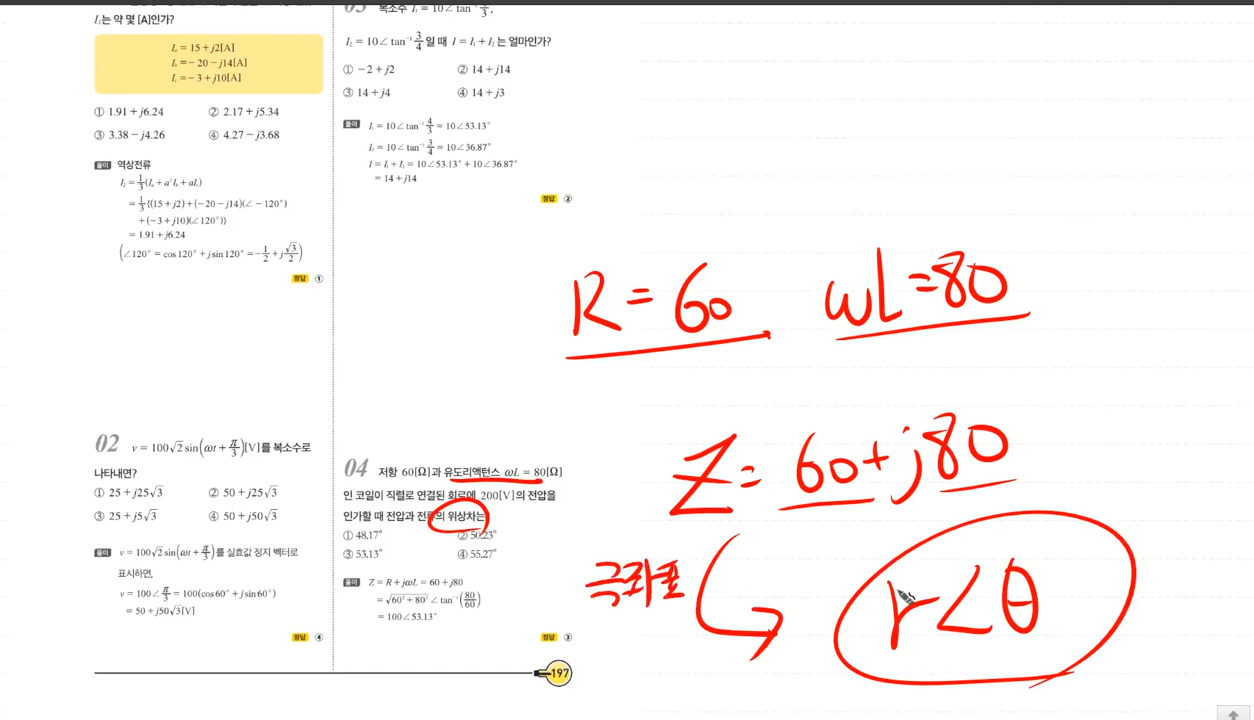 I₂는 약 몇 [A]인가?
Iₐ = 15 + j2[A]
I_b = − 20 − j14[A]
I_c = − 3 + j10[A]
① 1.91 + j6.24 ② 2.17 + j5.34
③ 3.38 − j4.26 ④ 4.27 − j3.68
풀이 역상전류
I₂ = 1/3(Iₐ + a²I_b + aI_c)
= 1/3{(15 + j2) + (−20 − j14)(∠ − 120°)
+ (−3 + j10)(∠120°)}
= 1.91 + j6.24
(∠120° = cos120° + j sin120° = −1/2 + j√3/2)
정답 ①
02 v = 100√2 sin(ωt + π/3)[V]를 복소수로
나타내면?
① 25 + j25√3 ② 50 + j25√3
③ 25 + j5√3 ④ 50 + j50√3
풀이 v = 100√2 sin(ωt + π/3)를 실효값 정지 벡터로
표시하면,
v = 100∠π/3 = 100(cos60° + j sin60°)
= 50 + j50√3[V]
정답 ④
03 복소수 I₁ = 10∠tan⁻¹4/3,
I₂ = 10∠tan⁻¹3/4일 때 I = I₁ + I₂는 얼마인가?
① −2 + j2 ② 14 + j14
③ 14 + j4 ④ 14 + j3
풀이 I₁ = 10∠tan⁻¹4/3 = 10∠53.13°
I₂ = 10∠tan⁻¹3/4 = 10∠36.87°
I = I₁ + I₂ = 10∠53.13° + 10∠36.87°
= 14 + j14
정답 ②
04 저항 60[Ω]과 유도리액턴스 ωL = 80[Ω]
인 코일이 직렬로 연결된 회로에 200[V]의 전압을
인가할 때 전압과 전류의 위상차는
① 48.17° ② 50.23°
③ 53.13° ④ 55.27°
풀이 Z = R + jωL = 60 + j80
= √60² + 80² ∠tan⁻¹(80/60)
= 100∠53.13°
정답 ③
197
R = 60 ωL = 80
Z = 60 + j80
극좌표
r∠θ